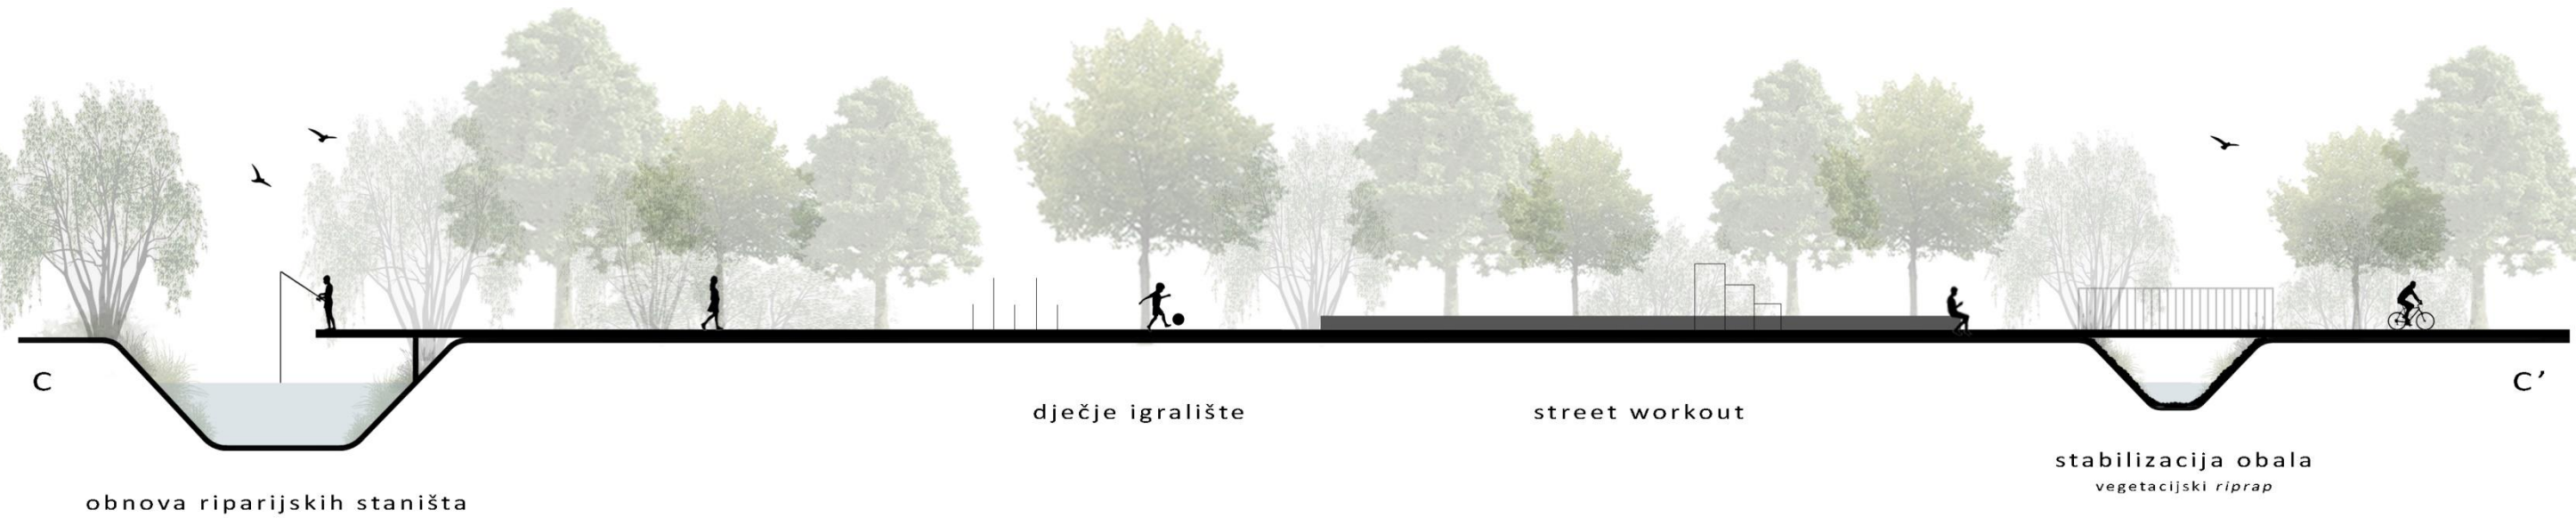 C
C’
dječje igralište
street workout
stabilizacija obala
vegetacijski riprap
obnova riparijskih staništa